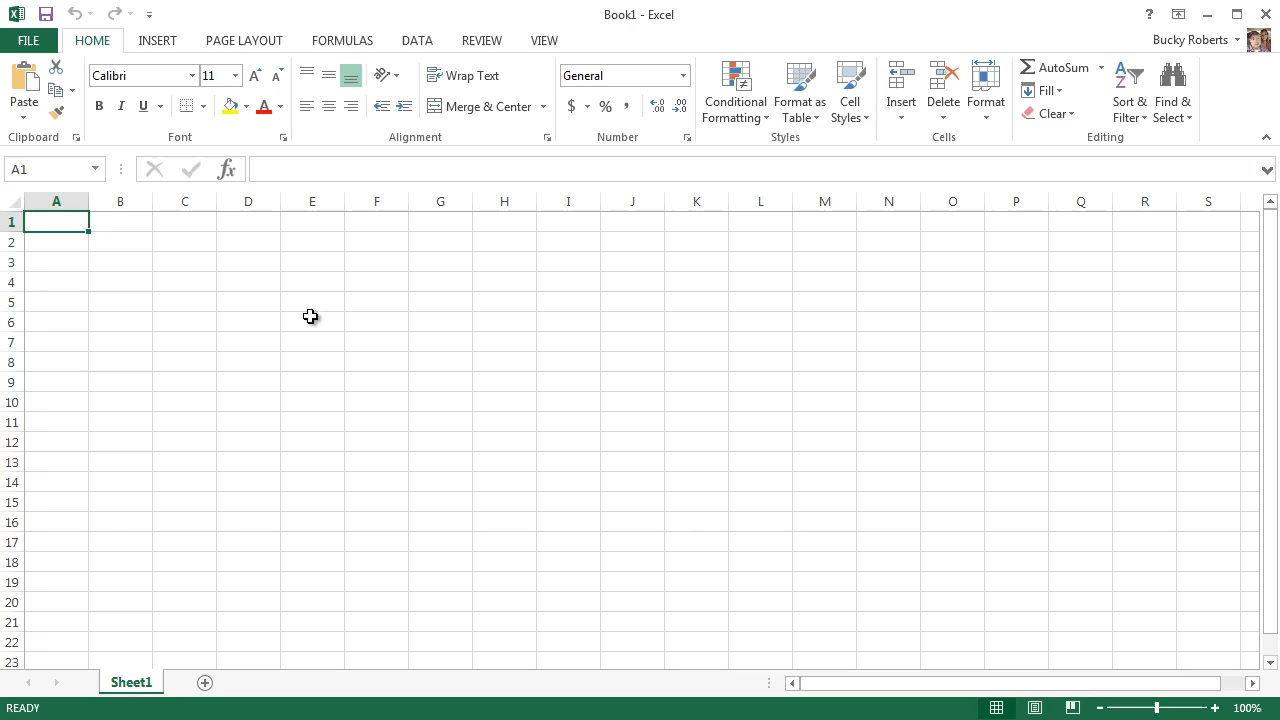 Book1 - Excel
?
FILE HOME INSERT PAGE LAYOUT FORMULAS DATA REVIEW VIEW Bucky Roberts
Calibri 11 Wrap Text General AutoSum
Fill
Paste B I U A Merge & Center $ % , Conditional Formatting Format as Table Cell Styles Insert Delete Format Clear Sort & Filter Find & Select
Clipboard Font Alignment Number Styles Cells Editing
A1 fx
A B C D E F G H I J K L M N O P Q R S
1
2
3
4
5
6
7
8
9
10
11
12
13
14
15
16
17
18
19
20
21
22
23
Sheet1
READY 100%